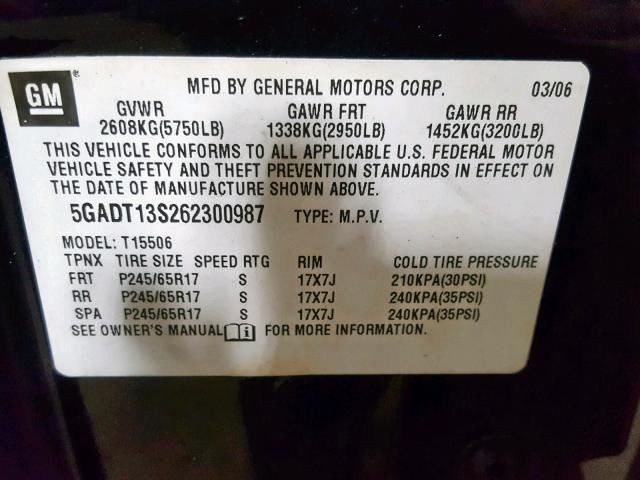 GM ®
MFD BY GENERAL MOTORS CORP. 03/06
GVWR GAWR FRT GAWR RR
2608KG(5750LB) 1338KG(2950LB) 1452KG(3200LB)
THIS VEHICLE CONFORMS TO ALL APPLICABLE U.S. FEDERAL MOTOR
VEHICLE SAFETY AND THEFT PREVENTION STANDARDS IN EFFECT ON
THE DATE OF MANUFACTURE SHOWN ABOVE.
5GADT13S262300987 TYPE: M.P.V.
MODEL: T15506
TPNX TIRE SIZE SPEED RTG RIM COLD TIRE PRESSURE
FRT P245/65R17 S 17X7J 210KPA(30PSI)
RR P245/65R17 S 17X7J 240KPA(35PSI)
SPA P245/65R17 S 17X7J 240KPA(35PSI)
SEE OWNER'S MANUAL i FOR MORE INFORMATION.